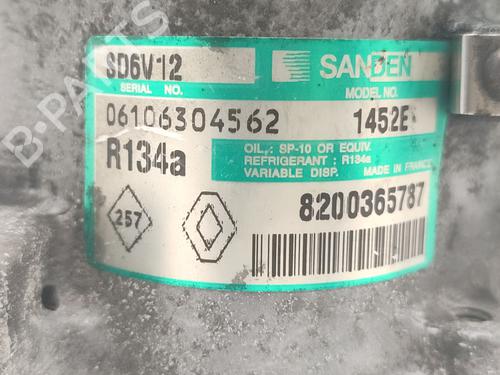 SD6V12
SANDEN
SERIAL NO.
MODEL NO.
06106304562
1452E
R134a
OIL : SP-10 OR EQUIV.
REFRIGERANT : R134a
VARIABLE DISP. MADE IN FRANCE
257
8200365787
B-PARTS